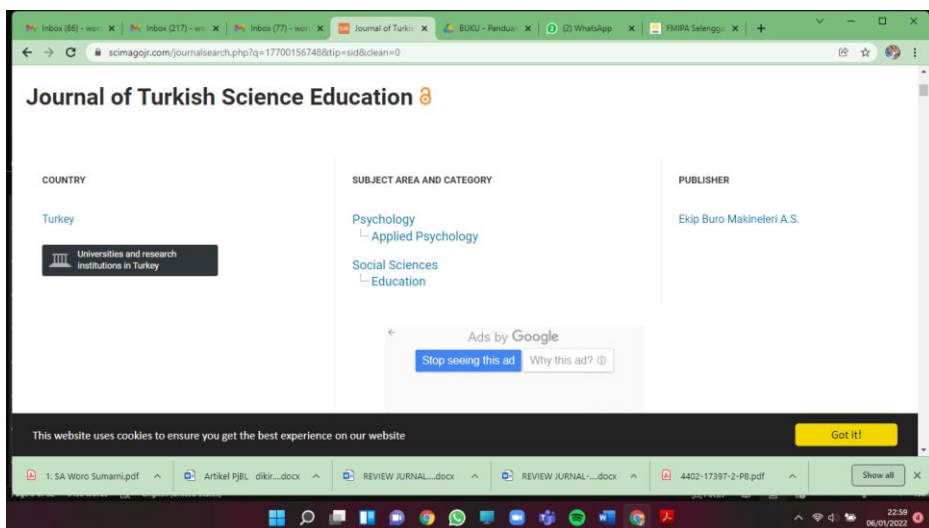 Inbox (66) - wor
Inbox (217) - wo
Inbox (77) - wor
Journal of Turkis
BUKU - Panduan
(2) WhatsApp
FMIPA Selengga
scimagojr.com/journalsearch.php?q=17700156748&tip=sid&clean=0
Journal of Turkish Science Education
COUNTRY
SUBJECT AREA AND CATEGORY
PUBLISHER
Turkey
Universities and research
institutions in Turkey
Psychology
Applied Psychology
Social Sciences
Education
Ekip Buro Makineleri A.S.
Ads by Google
Stop seeing this ad
Why this ad?
This website uses cookies to ensure you get the best experience on our website
Got it!
1. SA Woro Sumarni.pdf
Artikel PjBL dikir....docx
REVIEW JURNAL....docx
REVIEW JURNAL-....docx
4402-17397-2-PB.pdf
Show all
22:59
06/01/2022
4